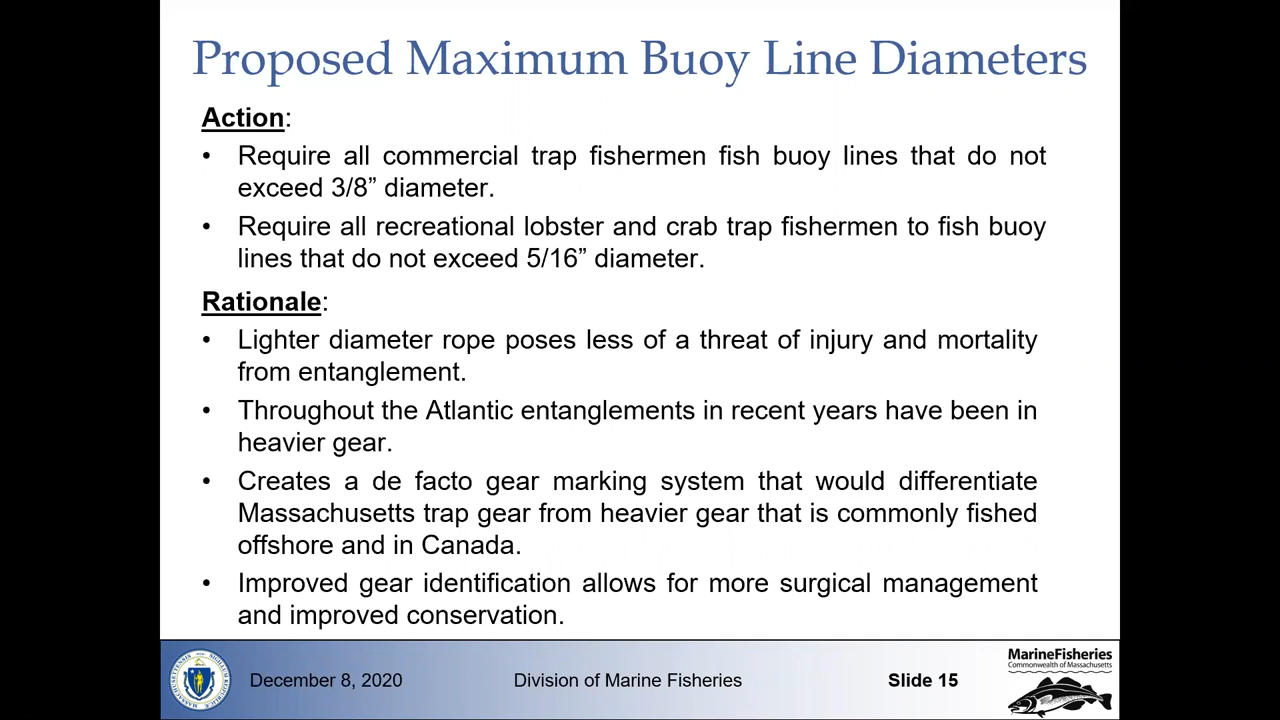 Proposed Maximum Buoy Line Diameters
Action:
• Require all commercial trap fishermen fish buoy lines that do not
exceed 3/8” diameter.
• Require all recreational lobster and crab trap fishermen to fish buoy
lines that do not exceed 5/16” diameter.
Rationale:
• Lighter diameter rope poses less of a threat of injury and mortality
from entanglement.
• Throughout the Atlantic entanglements in recent years have been in
heavier gear.
• Creates a de facto gear marking system that would differentiate
Massachusetts trap gear from heavier gear that is commonly fished
offshore and in Canada.
• Improved gear identification allows for more surgical management
and improved conservation.
December 8, 2020
Division of Marine Fisheries
Slide 15
MarineFisheries
Commonwealth of Massachusetts